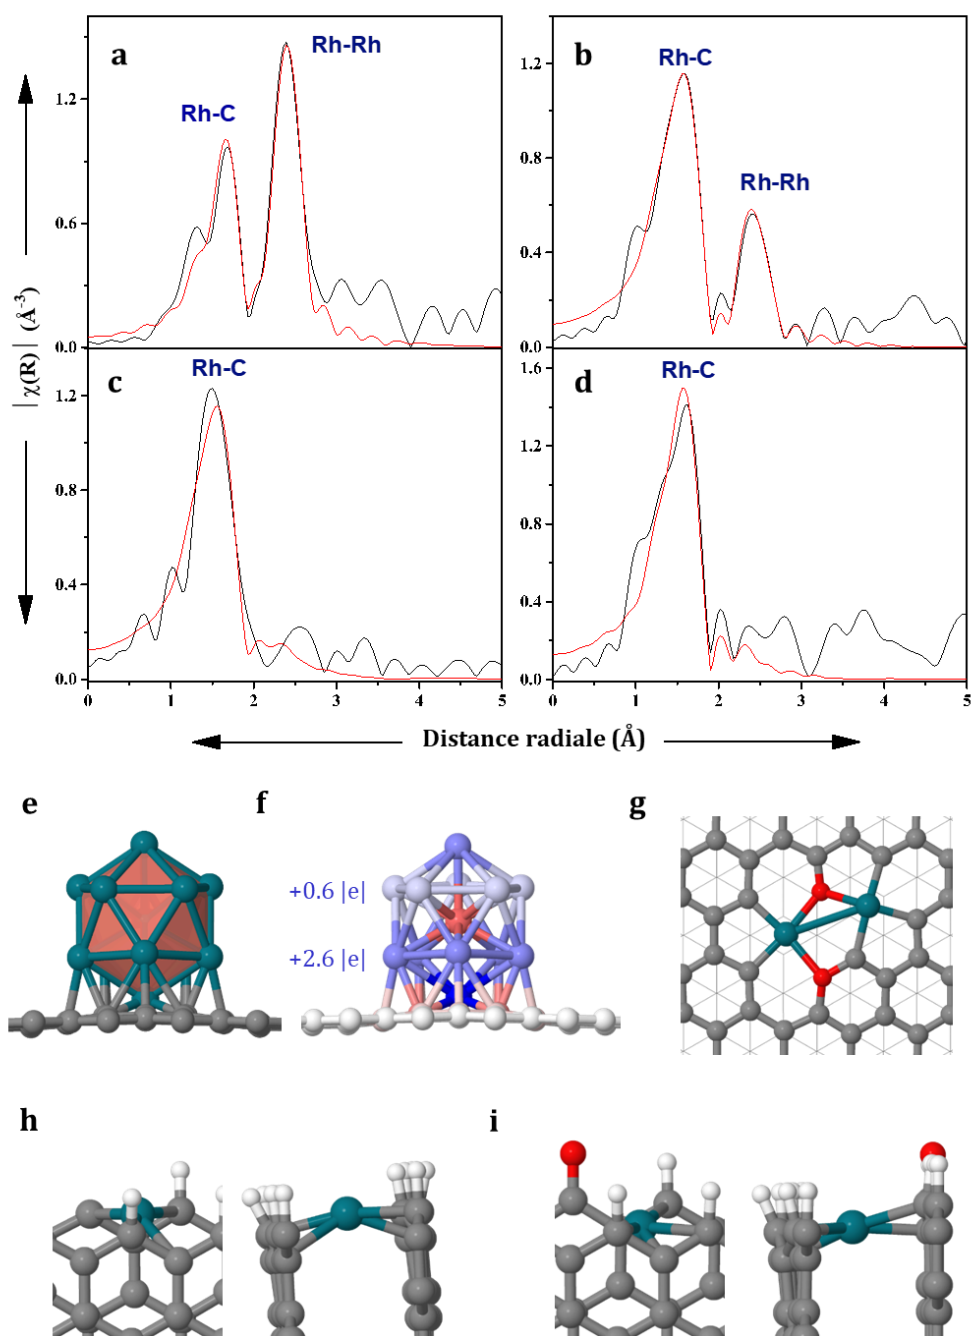 a
Rh-C
Rh-Rh
1.2
0.6
0.0
b
Rh-C
Rh-Rh
1.2
0.8
0.4
0.0
|χ(R)| (Å⁻³)
c
Rh-C
1.2
0.8
0.4
0.0
0 1 2 3 4 5
d
Rh-C
1.6
1.2
0.8
0.4
0.0
0 1 2 3 4 5
Distance radiale (Å)
e
f
+0.6 |e|
+2.6 |e|
g
h
i